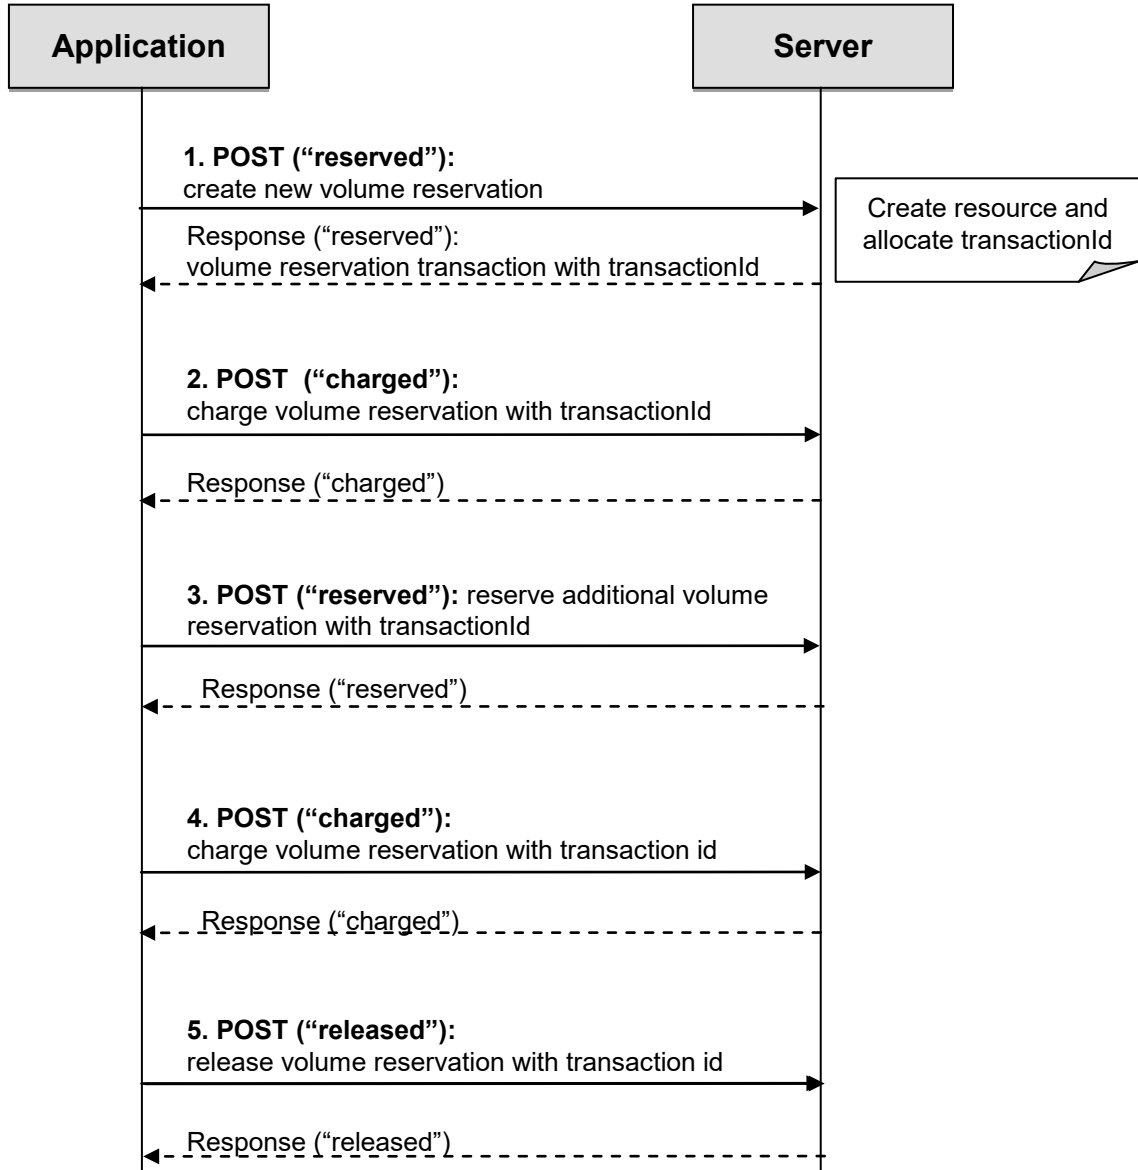 Application
Server
1. POST (“reserved”):
create new volume reservation
Create resource and
allocate transactionId
Response (“reserved”):
volume reservation transaction with transactionId
2. POST  (“charged”):
charge volume reservation with transactionId
Response (“charged”)
3. POST (“reserved”): reserve additional volume
reservation with transactionId
Response (“reserved”)
4. POST (“charged”):
charge volume reservation with transaction id
Response (“charged”)
5. POST (“released”):
release volume reservation with transaction id
Response (“released”)